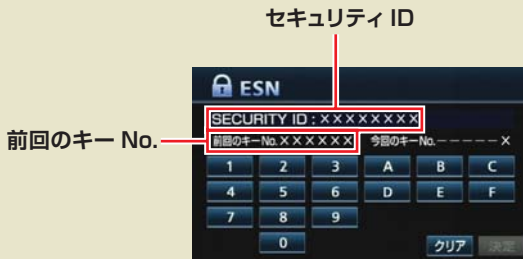 セキュリティ ID
ESN
SECURITY ID : ××××××××
前回のキー No.
前回のキーNo.×××××× 今回のキーNo.－－－－－×
1 2 3 A B C
4 5 6 D E F
7 8 9
0 クリア 決定